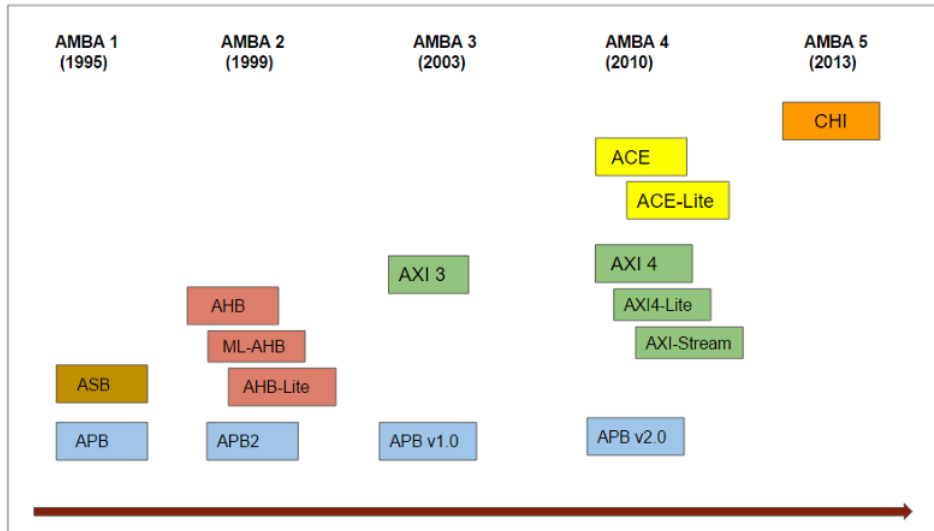 AMBA 1
(1995)
AMBA 2
(1999)
AMBA 3
(2003)
AMBA 4
(2010)
AMBA 5
(2013)
CHI
ACE
ACE-Lite
AXI 3
AXI 4
AXI4-Lite
AXI-Stream
AHB
ML-AHB
AHB-Lite
ASB
APB
APB2
APB v1.0
APB v2.0